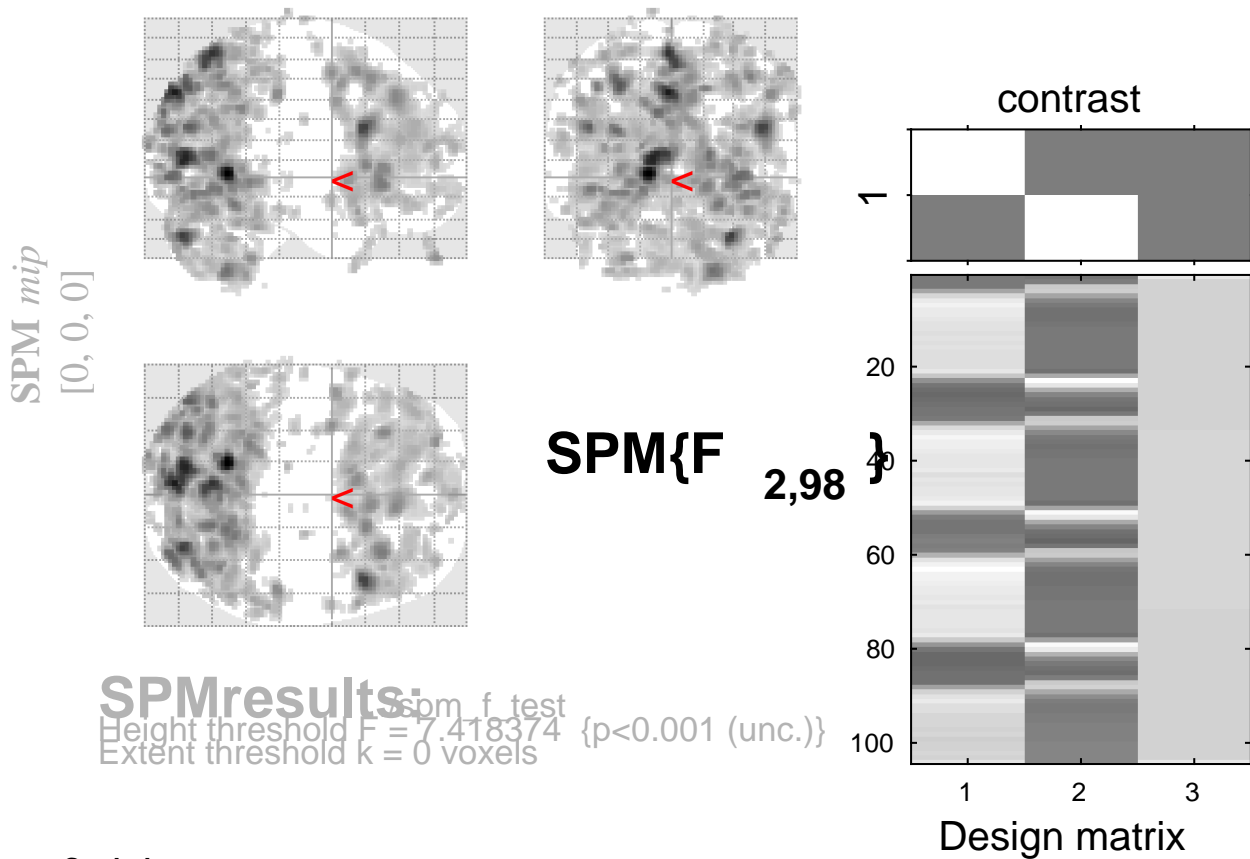 SPM mip
[0, 0, 0]
<
<
<
SPM{F 2,98 }
contrast
1
20
40
60
80
100
1 2 3
Design matrix
SPMresults: ./spm_f_test
Height threshold F = 7.418374 {p<0.001 (unc.)}
Extent threshold k = 0 voxels